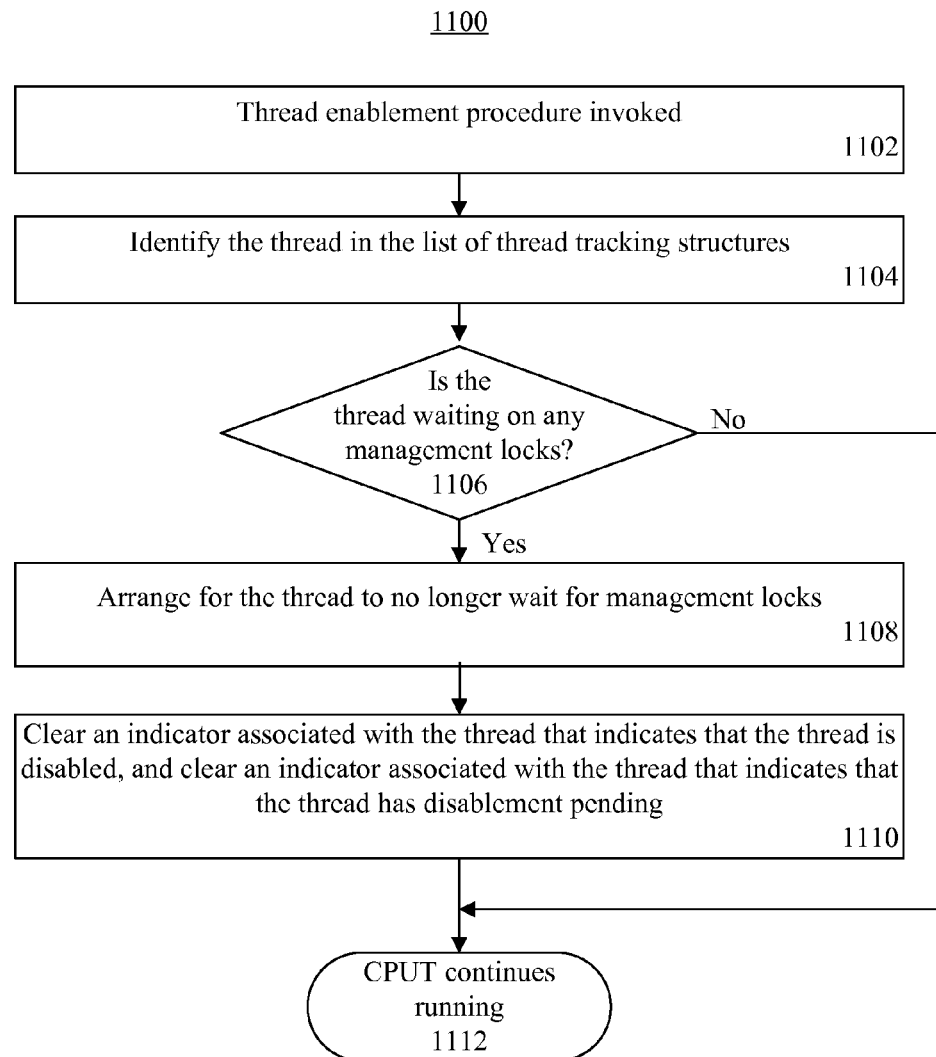 1100
Thread enablement procedure invoked
1102
Identify the thread in the list of thread tracking structures
1104
Is the
thread waiting on any
management locks?
1106
No
Yes
Arrange for the thread to no longer wait for management locks
1108
Clear an indicator associated with the thread that indicates that the thread is
disabled, and clear an indicator associated with the thread that indicates that
the thread has disablement pending
1110
CPUT continues
running
1112